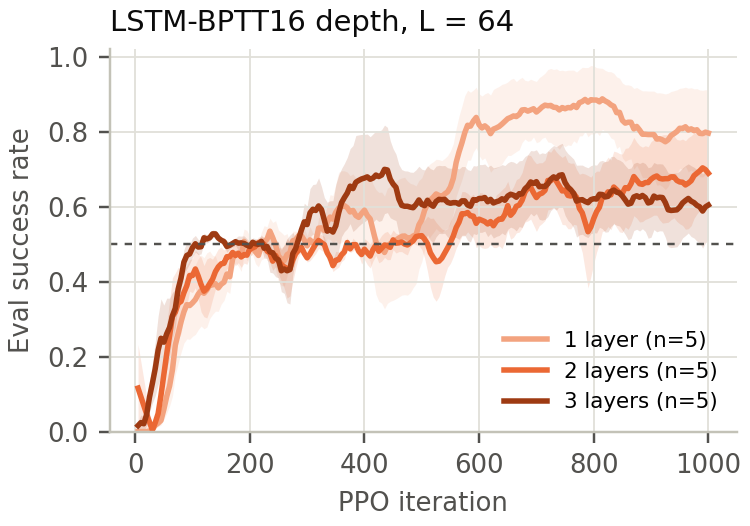 LSTM-BPTT16 depth, L = 64
Eval success rate
1.0
0.8
0.6
0.4
0.2
0.0
1 layer (n=5)
2 layers (n=5)
3 layers (n=5)
0 200 400 600 800 1000
PPO iteration